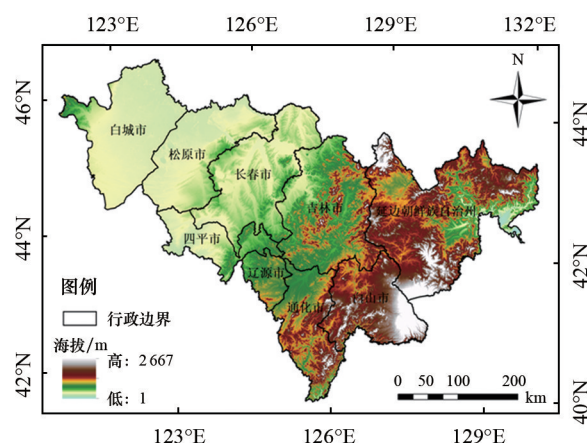 123°E 126°E 129°E 132°E
N
46°N
44°N
白城市
松原市
长春市
吉林市
延边朝鲜族自治州
四平市
44°N
42°N
辽源市
图例
通化市
白山市
行政边界
海拔/m
高：2 667
低：1
42°N
40°N
0 50 100 200
km
123°E 126°E 129°E